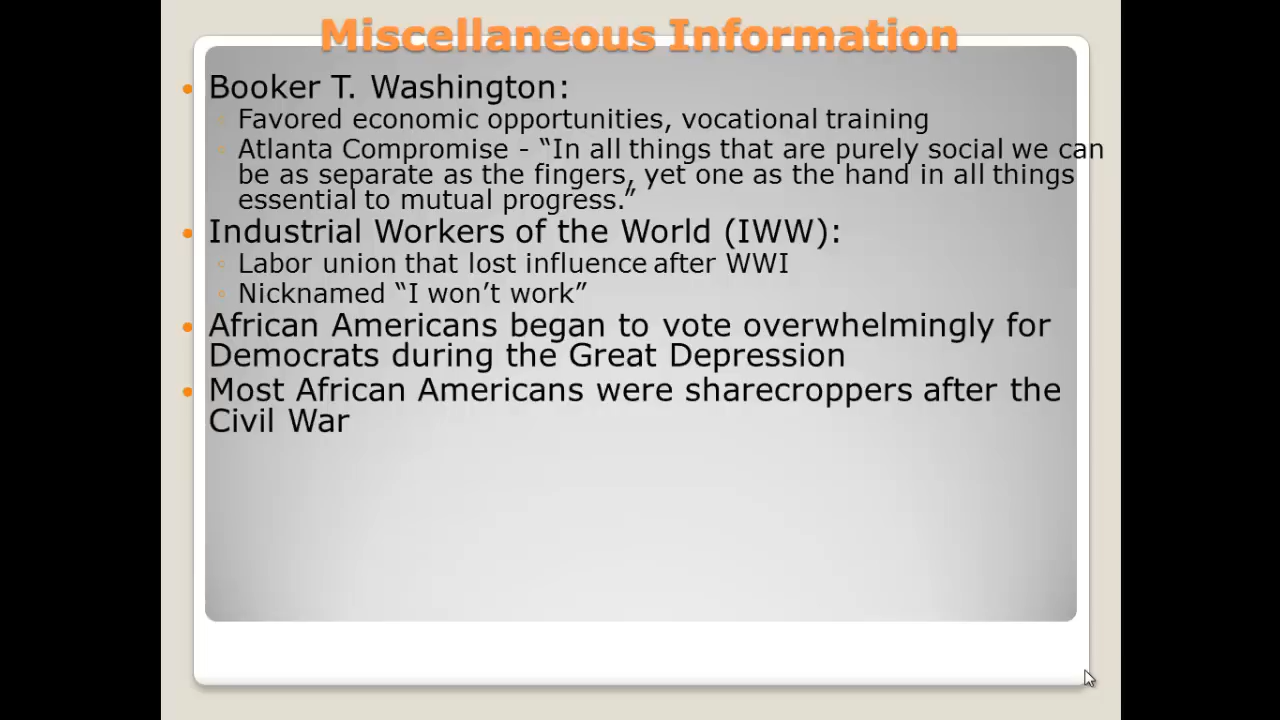 Miscellaneous Information
• Booker T. Washington:
◦ Favored economic opportunities, vocational training
◦ Atlanta Compromise - “In all things that are purely social we can
be as separate as the fingers, yet one as the hand in all things
essential to mutual progress.”
• Industrial Workers of the World (IWW):
◦ Labor union that lost influence after WWI
◦ Nicknamed “I won’t work”
• African Americans began to vote overwhelmingly for
Democrats during the Great Depression
• Most African Americans were sharecroppers after the
Civil War